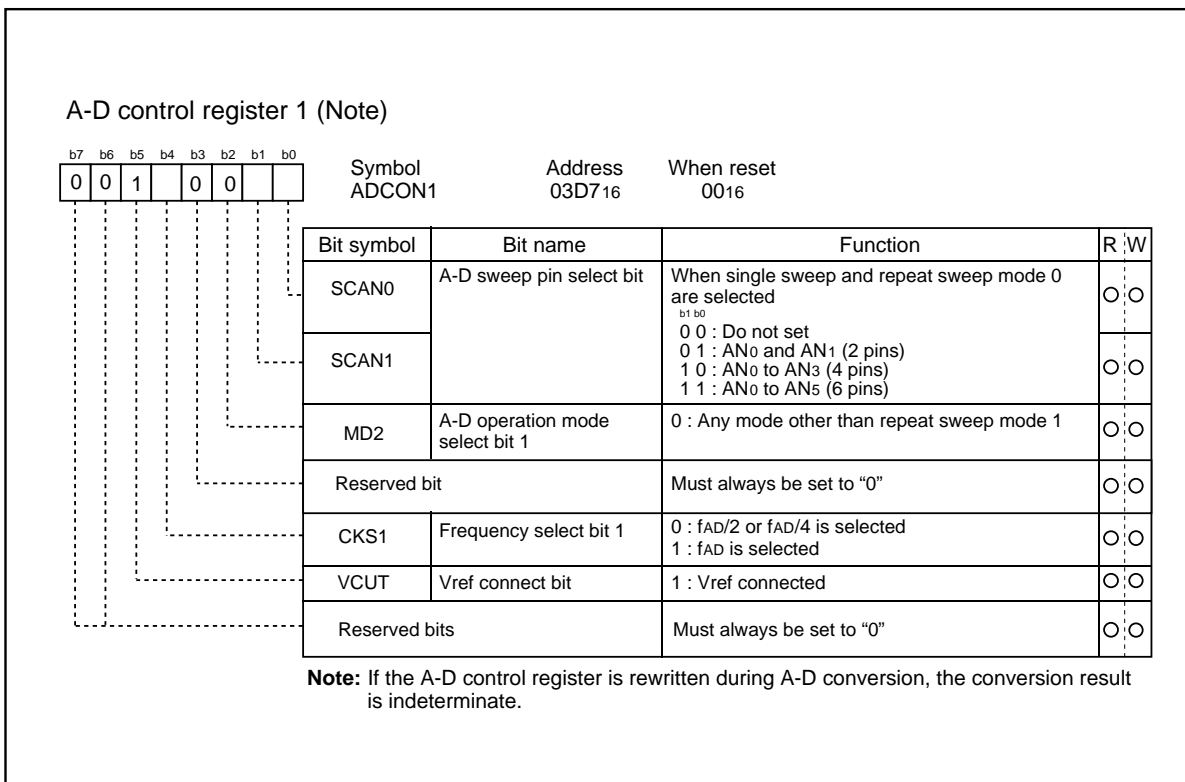 A-D control register 1 (Note)
b7 b6 b5 b4 b3 b2 b1 b0
0 0 1 0 0
Symbol Address When reset
ADCON1 03D716 0016
Bit symbol Bit name Function R W
SCAN0 A-D sweep pin select bit When single sweep and repeat sweep mode 0
are selected
b1 b0
0 0 : Do not set
0 1 : AN0 and AN1 (2 pins)
SCAN1 1 0 : AN0 to AN3 (4 pins)
1 1 : AN0 to AN5 (6 pins)
MD2 A-D operation mode
select bit 1 0 : Any mode other than repeat sweep mode 1
Reserved bit Must always be set to “0”
CKS1 Frequency select bit 1 0 : fAD/2 or fAD/4 is selected
1 : fAD is selected
VCUT Vref connect bit 1 : Vref connected
Reserved bits Must always be set to “0”
Note: If the A-D control register is rewritten during A-D conversion, the conversion result
is indeterminate.